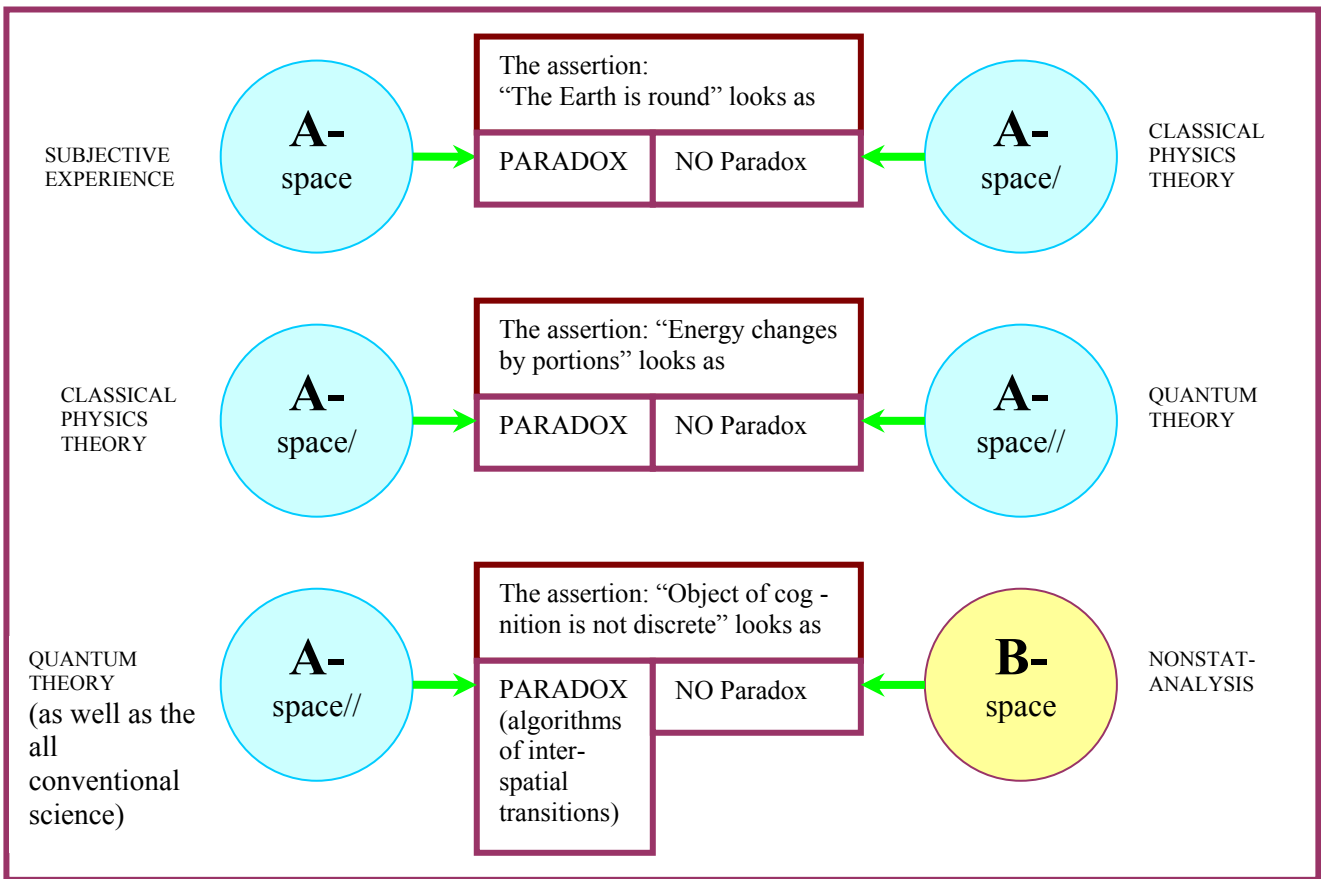 SUBJECTIVE
EXPERIENCE
A-
space
The assertion:
“The Earth is round” looks as
PARADOX
NO Paradox
A-
space/
CLASSICAL
PHYSICS
THEORY
CLASSICAL
PHYSICS
THEORY
A-
space/
The assertion: “Energy changes
by portions” looks as
PARADOX
NO Paradox
A-
space//
QUANTUM
THEORY
QUANTUM
THEORY
(as well as the
all
conventional
science)
A-
space//
The assertion: “Object of cog -
nition is not discrete” looks as
PARADOX
(algorithms
of inter-
spatial
transitions)
NO Paradox
B-
space
NONSTAT-
ANALYSIS